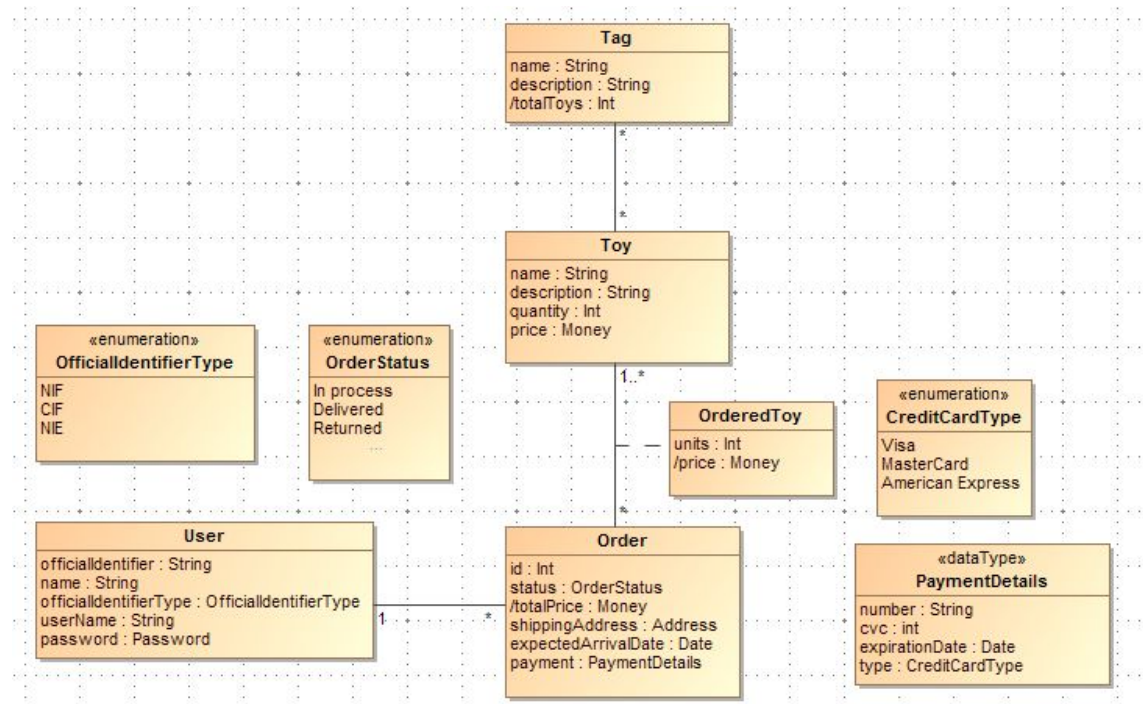 Tag
name : String
description : String
/totalToys : Int
*
*
Toy
name : String
description : String
quantity : Int
price : Money
«enumeration»
OfficialIdentifierType
NIF
CIF
NIE
«enumeration»
OrderStatus
In process
Delivered
Returned
...
1..*
OrderedToy
units : Int
/price : Money
«enumeration»
CreditCardType
Visa
MasterCard
American Express
*
User
officialIdentifier : String
name : String
officialIdentifierType : OfficialIdentifierType
userName : String
password : Password
1
*
Order
id : Int
status : OrderStatus
/totalPrice : Money
shippingAddress : Address
expectedArrivalDate : Date
payment : PaymentDetails
«dataType»
PaymentDetails
number : String
cvc : int
expirationDate : Date
type : CreditCardType